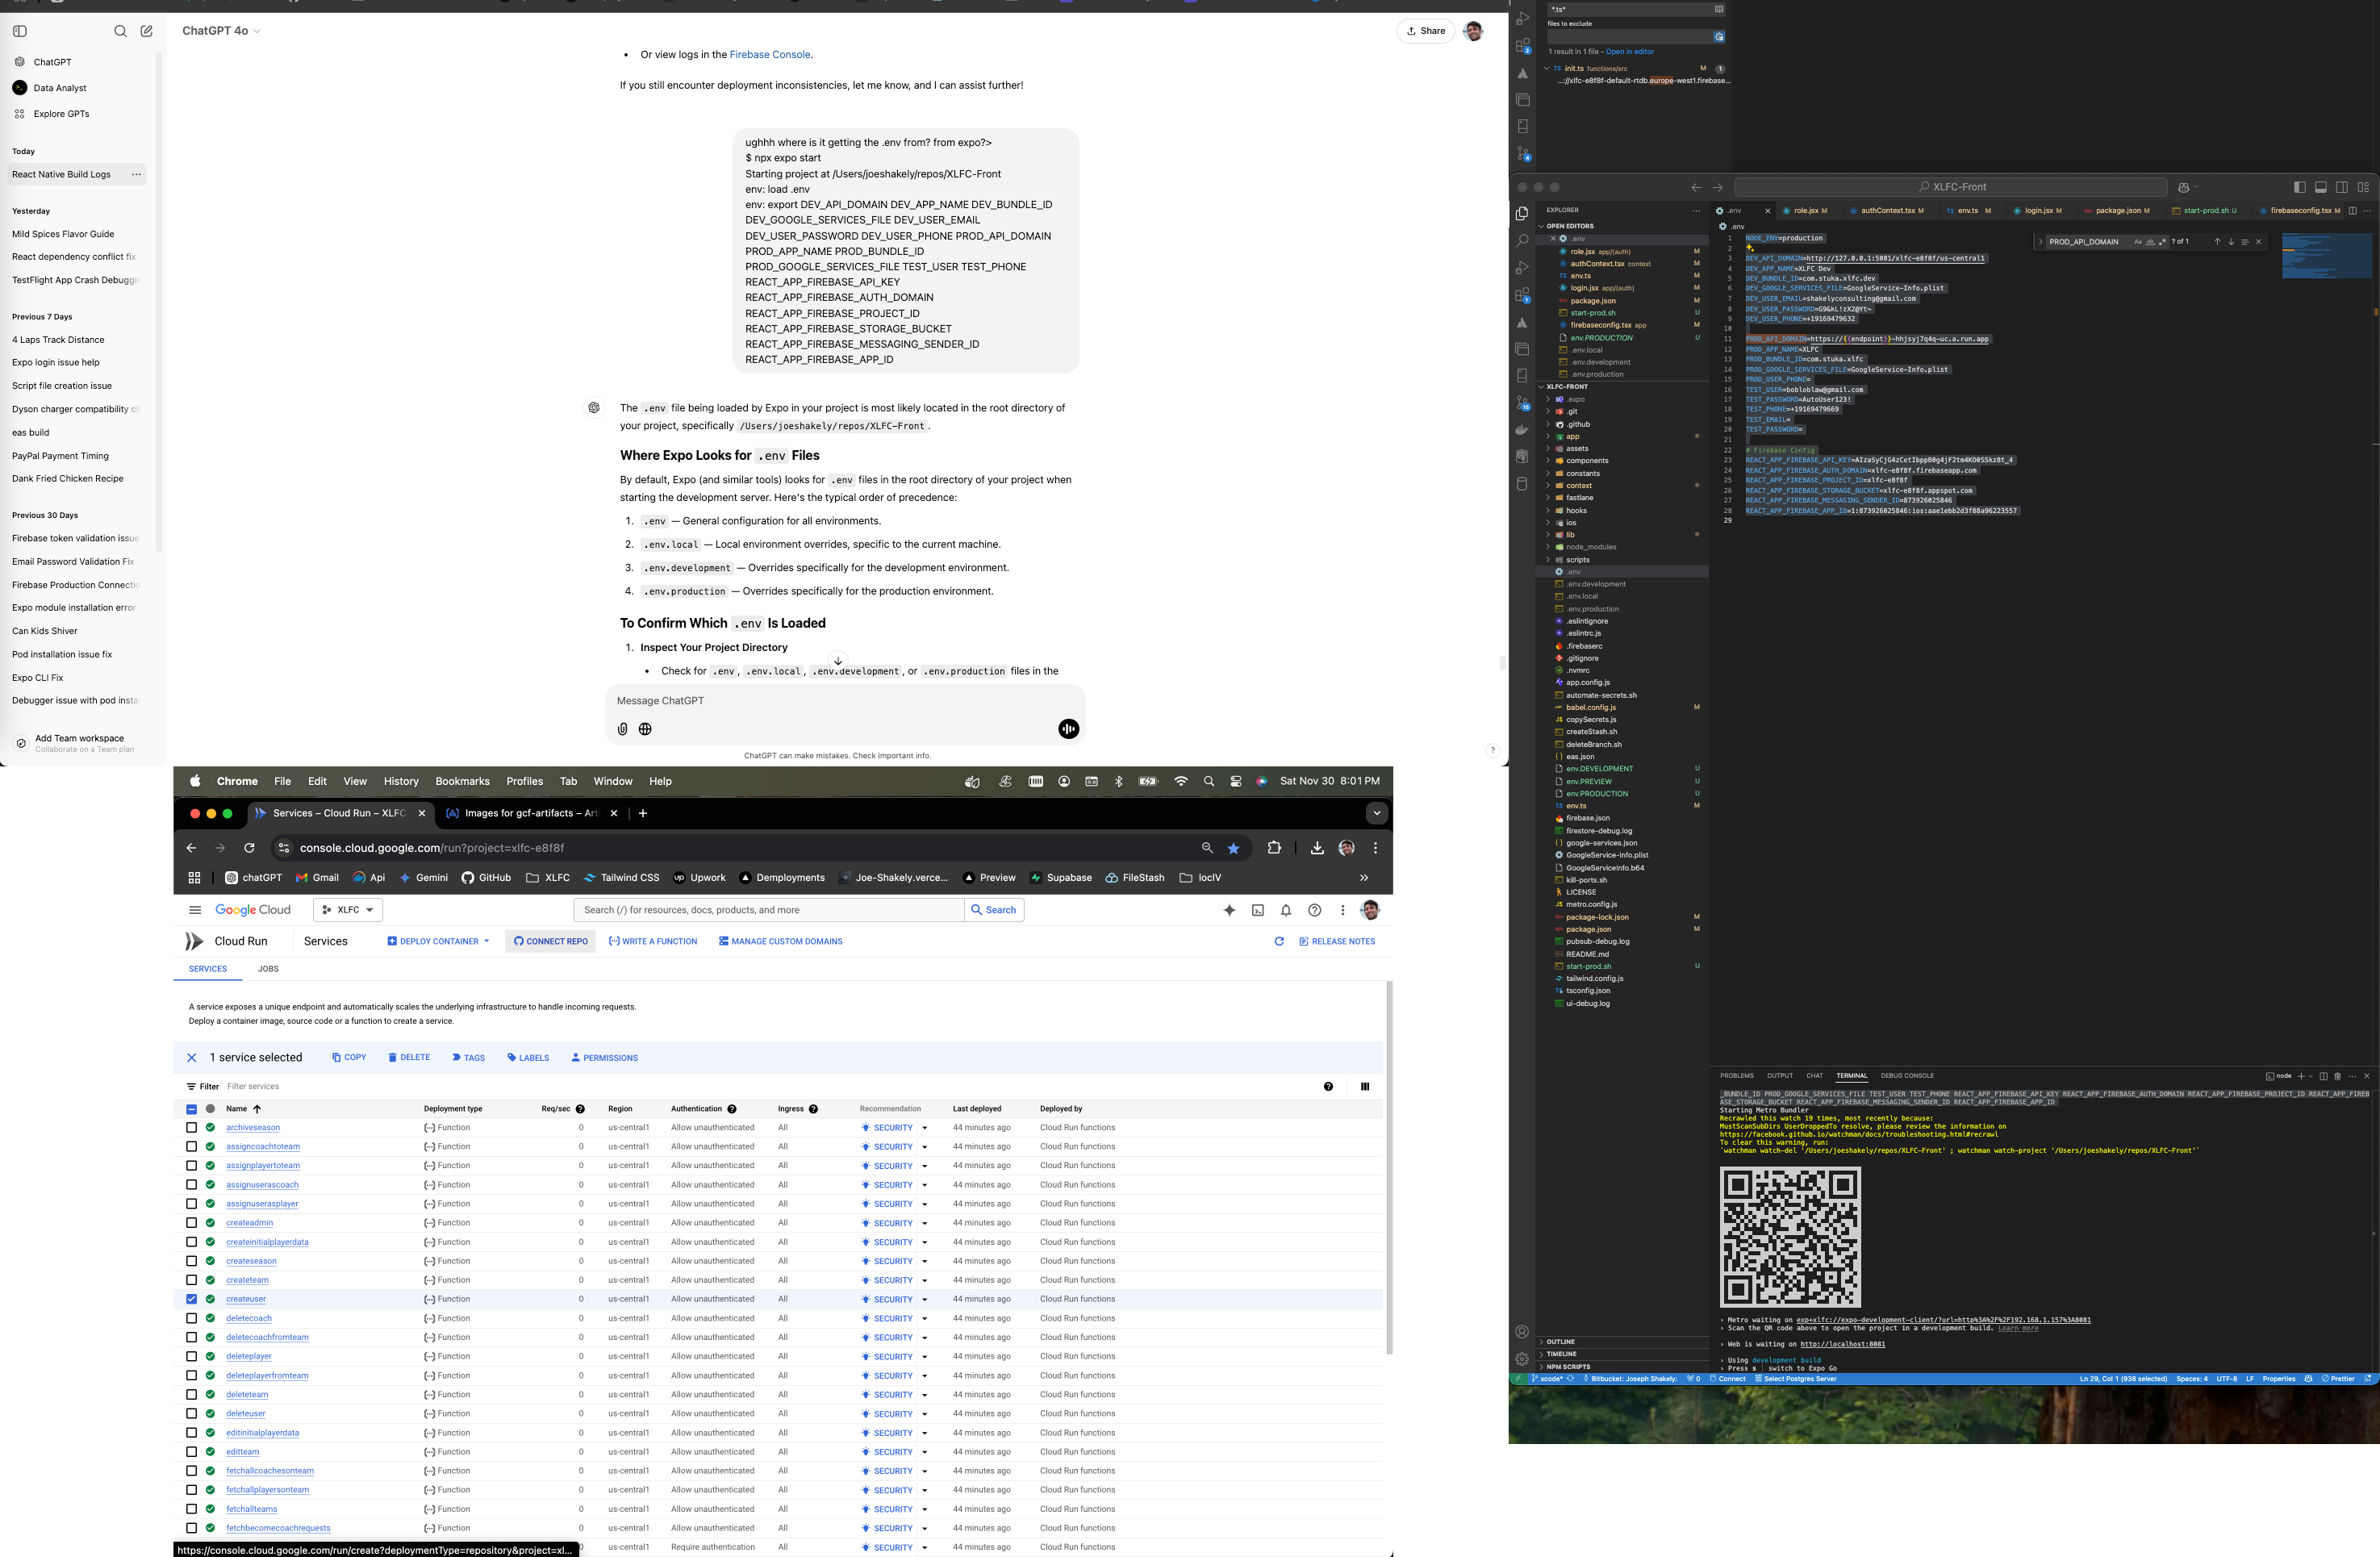 ChatGPT 4o
Share
ChatGPT
Data Analyst
Explore GPTs
Today
React Native Build Logs
Yesterday
Mild Spices Flavor Guide
React dependency conflict fix
TestFlight App Crash Debuggin
Previous 7 Days
4 Laps Track Distance
Expo login issue help
Script file creation issue
Dyson charger compatibility ch
eas build
PayPal Payment Timing
Dank Fried Chicken Recipe
Previous 30 Days
Firebase token validation issue
Email Password Validation Fix
Firebase Production Connectio
Expo module installation error
Can Kids Shiver
Pod installation issue fix
Expo CLI Fix
Debugger issue with pod instal
Add Team workspace
Collaborate on a Team plan
• Or view logs in the Firebase Console.
If you still encounter deployment inconsistencies, let me know, and I can assist further!
ughhh where is it getting the .env from? from expo?>
$ npx expo start
Starting project at /Users/joeshakely/repos/XLFC-Front
env: load .env
env: export DEV_API_DOMAIN DEV_APP_NAME DEV_BUNDLE_ID
DEV_GOOGLE_SERVICES_FILE DEV_USER_EMAIL
DEV_USER_PASSWORD DEV_USER_PHONE PROD_API_DOMAIN
PROD_APP_NAME PROD_BUNDLE_ID
PROD_GOOGLE_SERVICES_FILE TEST_USER TEST_PHONE
REACT_APP_FIREBASE_API_KEY
REACT_APP_FIREBASE_AUTH_DOMAIN
REACT_APP_FIREBASE_PROJECT_ID
REACT_APP_FIREBASE_STORAGE_BUCKET
REACT_APP_FIREBASE_MESSAGING_SENDER_ID
REACT_APP_FIREBASE_APP_ID
The .env file being loaded by Expo in your project is most likely located in the root directory of
your project, specifically /Users/joeshakely/repos/XLFC-Front.
Where Expo Looks for .env Files
By default, Expo (and similar tools) looks for .env files in the root directory of your project when
starting the development server. Here's the typical order of precedence:
1. .env — General configuration for all environments.
2. .env.local — Local environment overrides, specific to the current machine.
3. .env.development — Overrides specifically for the development environment.
4. .env.production — Overrides specifically for the production environment.
To Confirm Which .env Is Loaded
1. Inspect Your Project Directory
• Check for .env, .env.local, .env.development, or .env.production files in the
Message ChatGPT
ChatGPT can make mistakes. Check important info.
?
Chrome File Edit View History Bookmarks Profiles Tab Window Help
Sat Nov 30 8:01 PM
Services – Cloud Run – XLFC
Images for gcf-artifacts – Art
console.cloud.google.com/run?project=xlfc-e8f8f
chatGPT Gmail Api Gemini GitHub XLFC Tailwind CSS Upwork Demployments Joe-Shakely.verce... Preview Supabase FileStash locIV
Google Cloud XLFC Search (/) for resources, docs, products, and more Search
Cloud Run Services DEPLOY CONTAINER CONNECT REPO WRITE A FUNCTION MANAGE CUSTOM DOMAINS RELEASE NOTES
SERVICES JOBS
A service exposes a unique endpoint and automatically scales the underlying infrastructure to handle incoming requests.
Deploy a container image, source code or a function to create a service.
1 service selected COPY DELETE TAGS LABELS PERMISSIONS
Filter Filter services
Name Deployment type Req/sec Region Authentication Ingress Recommendation Last deployed Deployed by
archiveseason Function 0 us-central1 Allow unauthenticated All SECURITY 44 minutes ago Cloud Run functions
assigncoachtoteam Function 0 us-central1 Allow unauthenticated All SECURITY 44 minutes ago Cloud Run functions
assignplayertoteam Function 0 us-central1 Allow unauthenticated All SECURITY 44 minutes ago Cloud Run functions
assignuserascoach Function 0 us-central1 Allow unauthenticated All SECURITY 44 minutes ago Cloud Run functions
assignuserasplayer Function 0 us-central1 Allow unauthenticated All SECURITY 44 minutes ago Cloud Run functions
createadmin Function 0 us-central1 Allow unauthenticated All SECURITY 44 minutes ago Cloud Run functions
createinitialplayerdata Function 0 us-central1 Allow unauthenticated All SECURITY 44 minutes ago Cloud Run functions
createseason Function 0 us-central1 Allow unauthenticated All SECURITY 44 minutes ago Cloud Run functions
createteam Function 0 us-central1 Allow unauthenticated All SECURITY 44 minutes ago Cloud Run functions
createuser Function 0 us-central1 Allow unauthenticated All SECURITY 44 minutes ago Cloud Run functions
deletecoach Function 0 us-central1 Allow unauthenticated All SECURITY 44 minutes ago Cloud Run functions
deletecoachfromteam Function 0 us-central1 Allow unauthenticated All SECURITY 44 minutes ago Cloud Run functions
deleteplayer Function 0 us-central1 Allow unauthenticated All SECURITY 44 minutes ago Cloud Run functions
deleteplayerfromteam Function 0 us-central1 Allow unauthenticated All SECURITY 44 minutes ago Cloud Run functions
deleteteam Function 0 us-central1 Allow unauthenticated All SECURITY 44 minutes ago Cloud Run functions
deleteuser Function 0 us-central1 Allow unauthenticated All SECURITY 44 minutes ago Cloud Run functions
editinitialplayerdata Function 0 us-central1 Allow unauthenticated All SECURITY 44 minutes ago Cloud Run functions
editteam Function 0 us-central1 Allow unauthenticated All SECURITY 44 minutes ago Cloud Run functions
fetchallcoachesonteam Function 0 us-central1 Allow unauthenticated All SECURITY 44 minutes ago Cloud Run functions
fetchallplayersonteam Function 0 us-central1 Allow unauthenticated All SECURITY 44 minutes ago Cloud Run functions
fetchallteams Function 0 us-central1 Allow unauthenticated All SECURITY 44 minutes ago Cloud Run functions
fetchbecomecoachrequests Function 0 us-central1 Allow unauthenticated All SECURITY 44 minutes ago Cloud Run functions
0 us-central1 Require authentication All SECURITY 44 minutes ago Cloud Run functions
https://console.cloud.google.com/run/create?deploymentType=repository&project=xl...
*.ts*
files to exclude
1 result in 1 file - Open in editor
TS init.ts functions/src M 1
...://xlfc-e8f8f-default-rtdb.europe-west1.firebase...
XLFC-Front
EXPLORER
OPEN EDITORS
.env
role.jsx app/(auth) M
authContext.tsx context M
env.ts M
login.jsx app/(auth) M
package.json M
start-prod.sh U
firebaseconfig.tsx app M
env.PRODUCTION U
.env.local
.env.development
.env.production
XLFC-FRONT
.expo
.git
.github
app
assets
components
constants
context
fastlane
hooks
ios
lib
node_modules
scripts
.env
.env.development
.env.local
.env.production
.eslintignore
.eslintrc.js
.firebaserc
.gitignore
.nvmrc
app.config.js
automate-secrets.sh
babel.config.js M
copySecrets.js
createStash.sh
deleteBranch.sh
eas.json
env.DEVELOPMENT U
env.PREVIEW U
env.PRODUCTION U
env.ts M
firebase.json
firestore-debug.log
google-services.json
GoogleService-Info.plist
GoogleServiceInfo.b64
kill-ports.sh
LICENSE
metro.config.js
package-lock.json M
package.json M
pubsub-debug.log
README.md
start-prod.sh U
tailwind.config.js
tsconfig.json
ui-debug.log
OUTLINE
TIMELINE
NPM SCRIPTS
.env role.jsx M authContext.tsx M env.ts M login.jsx M package.json M start-prod.sh U firebaseconfig.tsx M
.env
PROD_API_DOMAIN ? of 1
1 NODE_ENV=production
2
3 DEV_API_DOMAIN=http://127.0.0.1:5001/xlfc-e8f8f/us-central1
4 DEV_APP_NAME=XLFC Dev
5 DEV_BUNDLE_ID=com.stuka.xlfc.dev
6 DEV_GOOGLE_SERVICES_FILE=GoogleService-Info.plist
7 DEV_USER_EMAIL=shakelyconsulting@gmail.com
8 DEV_USER_PASSWORD=G9&kL!zX2@Yt~
9 DEV_USER_PHONE=+19169479632
10
11 PROD_API_DOMAIN=https://{{endpoint}}-hhjsyj7q4q-uc.a.run.app
12 PROD_APP_NAME=XLFC
13 PROD_BUNDLE_ID=com.stuka.xlfc
14 PROD_GOOGLE_SERVICES_FILE=GoogleService-Info.plist
15 PROD_USER_PHONE=
16 TEST_USER=bobloblaw@gmail.com
17 TEST_PASSWORD=AutoUser123!
18 TEST_PHONE=+19169479669
19 TEST_EMAIL=
20 TEST_PASSWORD=
21
22 # Firebase Config
23 REACT_APP_FIREBASE_API_KEY=
24 REACT_APP_FIREBASE_AUTH_DOMAIN=xlfc-e8f8f.firebaseapp.com
25 REACT_APP_FIREBASE_PROJECT_ID=xlfc-e8f8f
26 REACT_APP_FIREBASE_STORAGE_BUCKET=xlfc-e8f8f.appspot.com
27 REACT_APP_FIREBASE_MESSAGING_SENDER_ID=873926025846
28 REACT_APP_FIREBASE_APP_ID=1:873926025846:ios:aae1ebb2d3f88a96223557
29
PROBLEMS OUTPUT CHAT TERMINAL DEBUG CONSOLE
node
_BUNDLE_ID PROD_GOOGLE_SERVICES_FILE TEST_USER TEST_PHONE REACT_APP_FIREBASE_API_KEY REACT_APP_FIREBASE_AUTH_DOMAIN REACT_APP_FIREBASE_PROJECT_ID REACT_APP_FIREB
ASE_STORAGE_BUCKET REACT_APP_FIREBASE_MESSAGING_SENDER_ID REACT_APP_FIREBASE_APP_ID
Starting Metro Bundler
Recrawled this watch 19 times, most recently because:
MustScanSubDirs UserDroppedTo resolve, please review the information on
https://facebook.github.io/watchman/docs/troubleshooting.html#recrawl
To clear this warning, run:
`watchman watch-del '/Users/joeshakely/repos/XLFC-Front' ; watchman watch-project '/Users/joeshakely/repos/XLFC-Front'`
› Metro waiting on exp+xlfc://expo-development-client/?url=http%3A%2F%2F192.168.1.157%3A8081
› Scan the QR code above to open the project in a development build. Learn more
› Web is waiting on http://localhost:8081
› Using development build
› Press s │ switch to Expo Go
xcode* Bitbucket: Joseph Shakely: 0 Connect Select Postgres Server Ln 29, Col 1 (938 selected) Spaces: 4 UTF-8 LF Properties Prettier